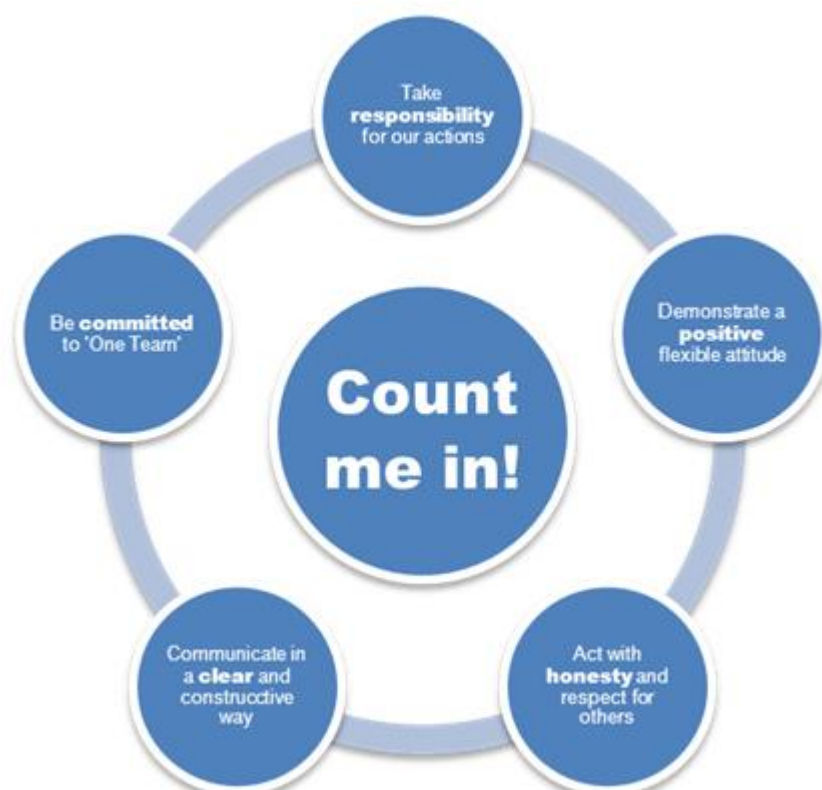 Take
responsibility
for our actions
Be committed
to 'One Team'
Demonstrate a
positive
flexible attitude
Count
me in!
Communicate in
a clear and
construcctive
way
Act with
honesty and
respect for
others